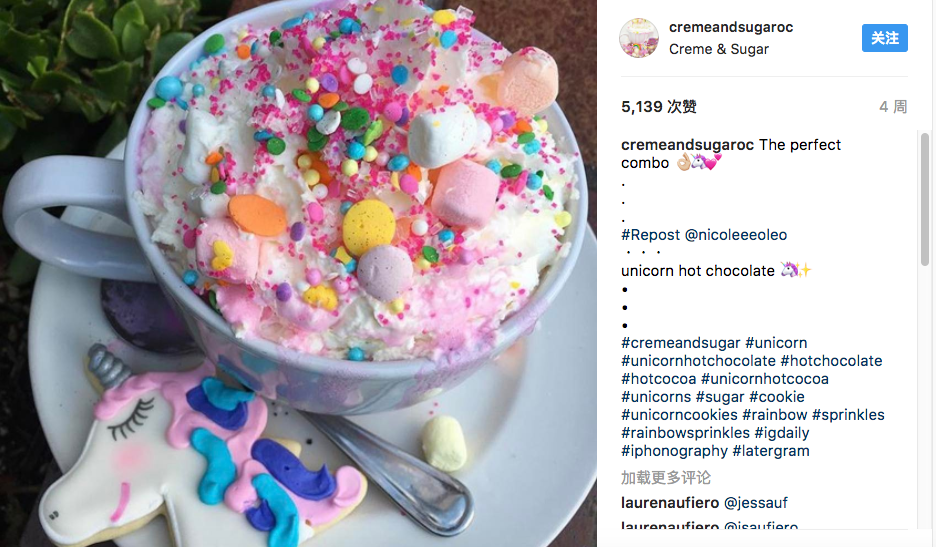 cremeandsugaroc
Creme & Sugar
关注
5,139 次赞
4 周
cremeandsugaroc The perfect
combo 👌🏼🦄💕
.
.
.
#Repost @nicoleeeoleo
・・・
unicorn hot chocolate 🦄✨
•
•
•
#cremeandsugar #unicorn
#unicornhotchocolate #hotchocolate
#hotcocoa #unicornhotcocoa
#unicorns #sugar #cookie
#unicorncookies #rainbow #sprinkles
#rainbowsprinkles #igdaily
#iphonography #latergram
加载更多评论
laurenaufiero @jessauf
laurenaufiero @isaufiero